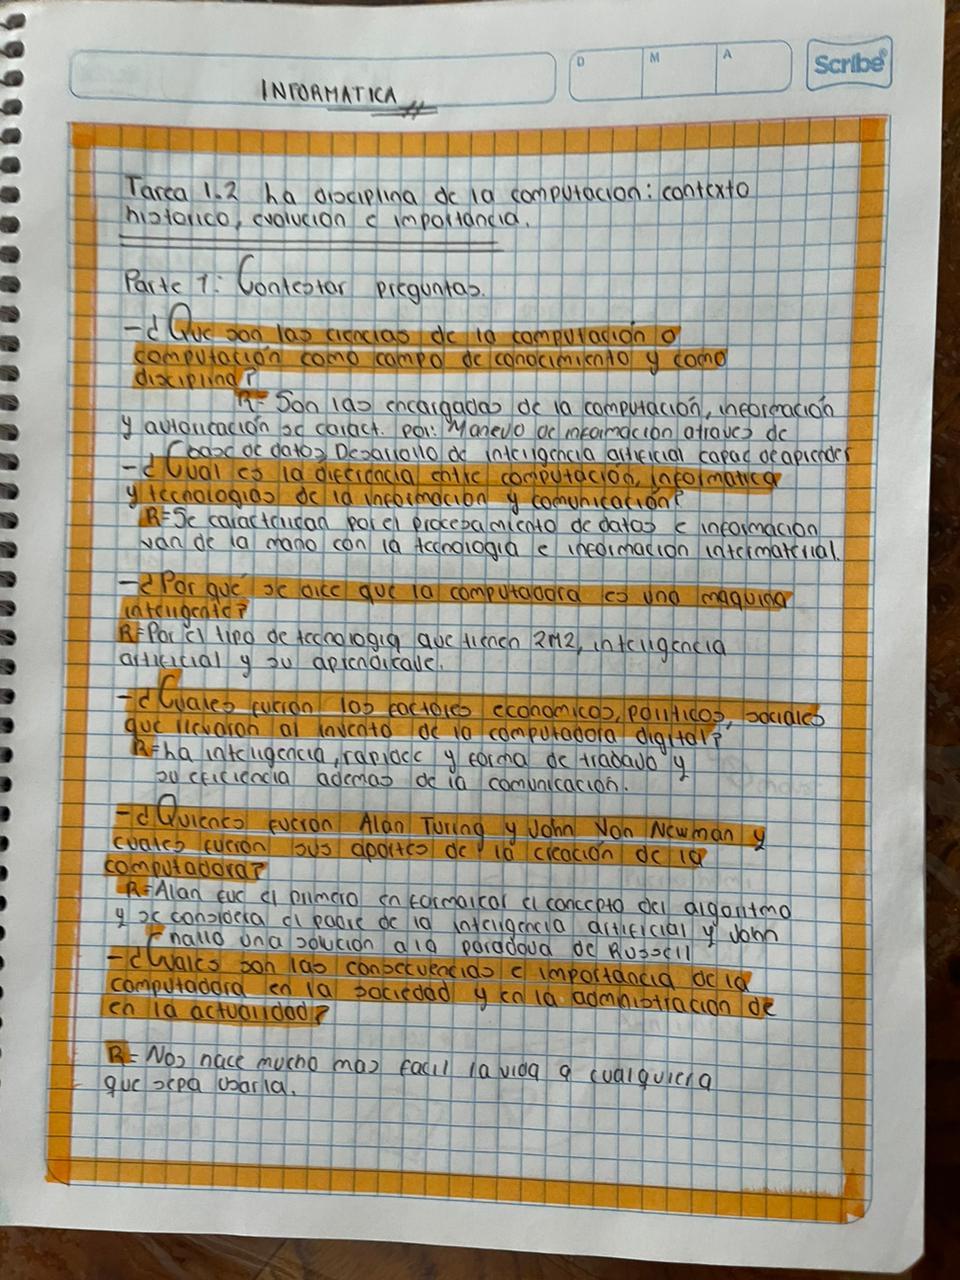 INFORMATICA
D M A
Scribe
Tarea 1.2 ha disciplina de la computacion: contexto
historico, evolucion e importancia.
Parte 1: Contestar preguntas.
-¿Que son las ciencias de la computación o
computación como campo de conocimiento y como
disciplina?
R= Son las encargadas de la computación, información
y autoricación se caract. por: Manejo de información atraves de
base de datos, Desarrollo de inteligencia artificial capaz de aprender
-¿Cual es la diferencia entre computación, informatica
y tecnologias de la informacion y comunicación?
R= Se caracterizan por el procesamiento de datos e informacion
van de la mano con la tecnologia e informacion intermaterial.
-¿Por qué se dice que la computadora es una maquina
inteligente?
R= Por el tipo de tecnologia que tienen 2M2, inteligencia
artificial y su aprendizaje.
-¿Cuales fueron los factores economicos, politicos, sociales
que llevaron al invento de la computadora digital?
R= ha inteligencia, rapidez y forma de trabajo y
su eficiencia ademas de la comunicación.
-¿Quienes fueron Alan Turing y John Von Newman y
cuales fueron sus aportes de la creación de la
computadora?
R= Alan fue el primero en formalizar el concepto del algoritmo
y se considera el padre de la inteligencia artificial y John
hallo una solución a la paradoja de Russell
-¿Cuales son las consecuencias e importancia de la
computadora en la sociedad y en la administracion de
en la actualidad?
R= Nos hace mucho mas facil la vida a cualquiera
que sepa usarla.